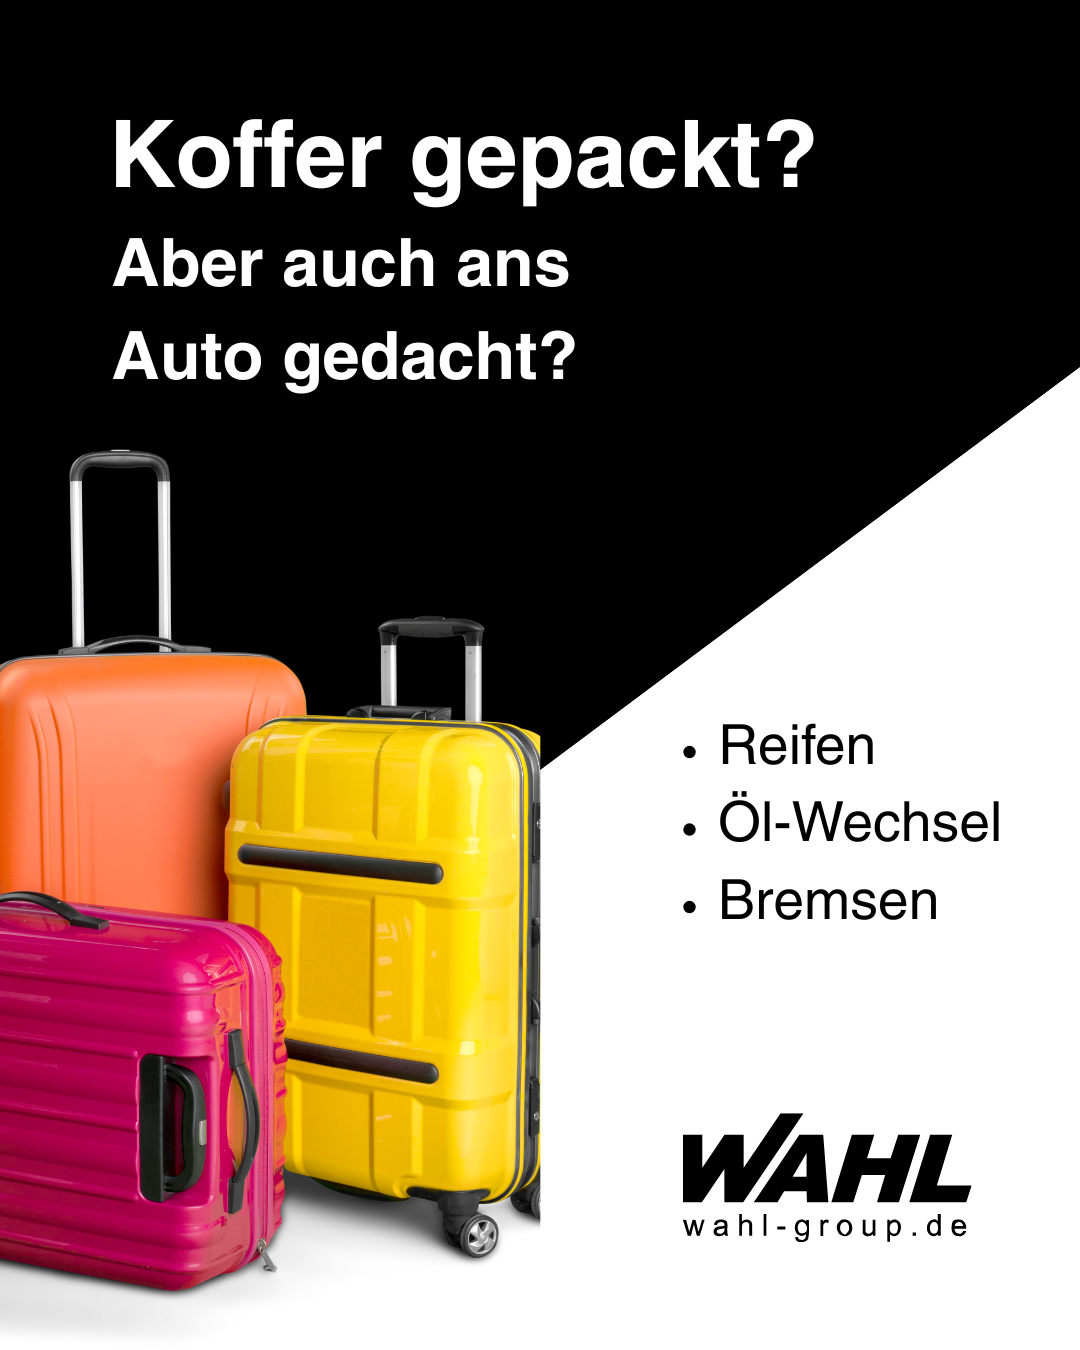 Koffer gepackt?
Aber auch ans
Auto gedacht?
• Reifen
• Öl-Wechsel
• Bremsen
WAHL
wahl-group.de